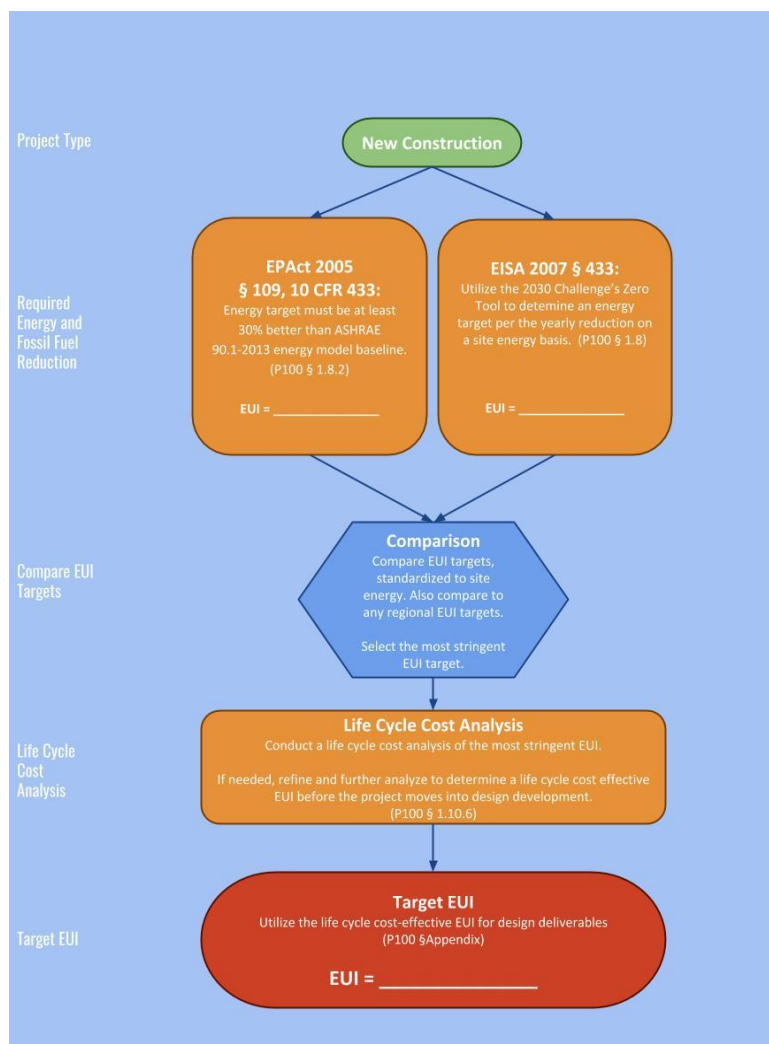 Project Type
New Construction
Required
Energy and
Fossil Fuel
Reduction
EPAct 2005
§ 109, 10 CFR 433:
Energy target must be at least
30% better than ASHRAE
90.1-2013 energy model baseline.
(P100 § 1.8.2)
EUI = ________________
EISA 2007 § 433:
Utilize the 2030 Challenge’s Zero
Tool to detemine an energy
target per the yearly reduction on
a site energy basis.  (P100 § 1.8)
EUI = ________________
Compare EUI
Targets
Comparison
Compare EUI targets,
standardized to site
energy. Also compare to
any regional EUI targets.
Select the most stringent
EUI target.
Life Cycle
Cost
Analysis
Life Cycle Cost Analysis
Conduct a life cycle cost analysis of the most stringent EUI.
If needed, refine and further analyze to determine a life cycle cost effective
EUI before the project moves into design development.
(P100 § 1.10.6)
Target EUI
Target EUI
Utilize the life cycle cost-effective EUI for design deliverables
(P100 §Appendix)
EUI = ________________